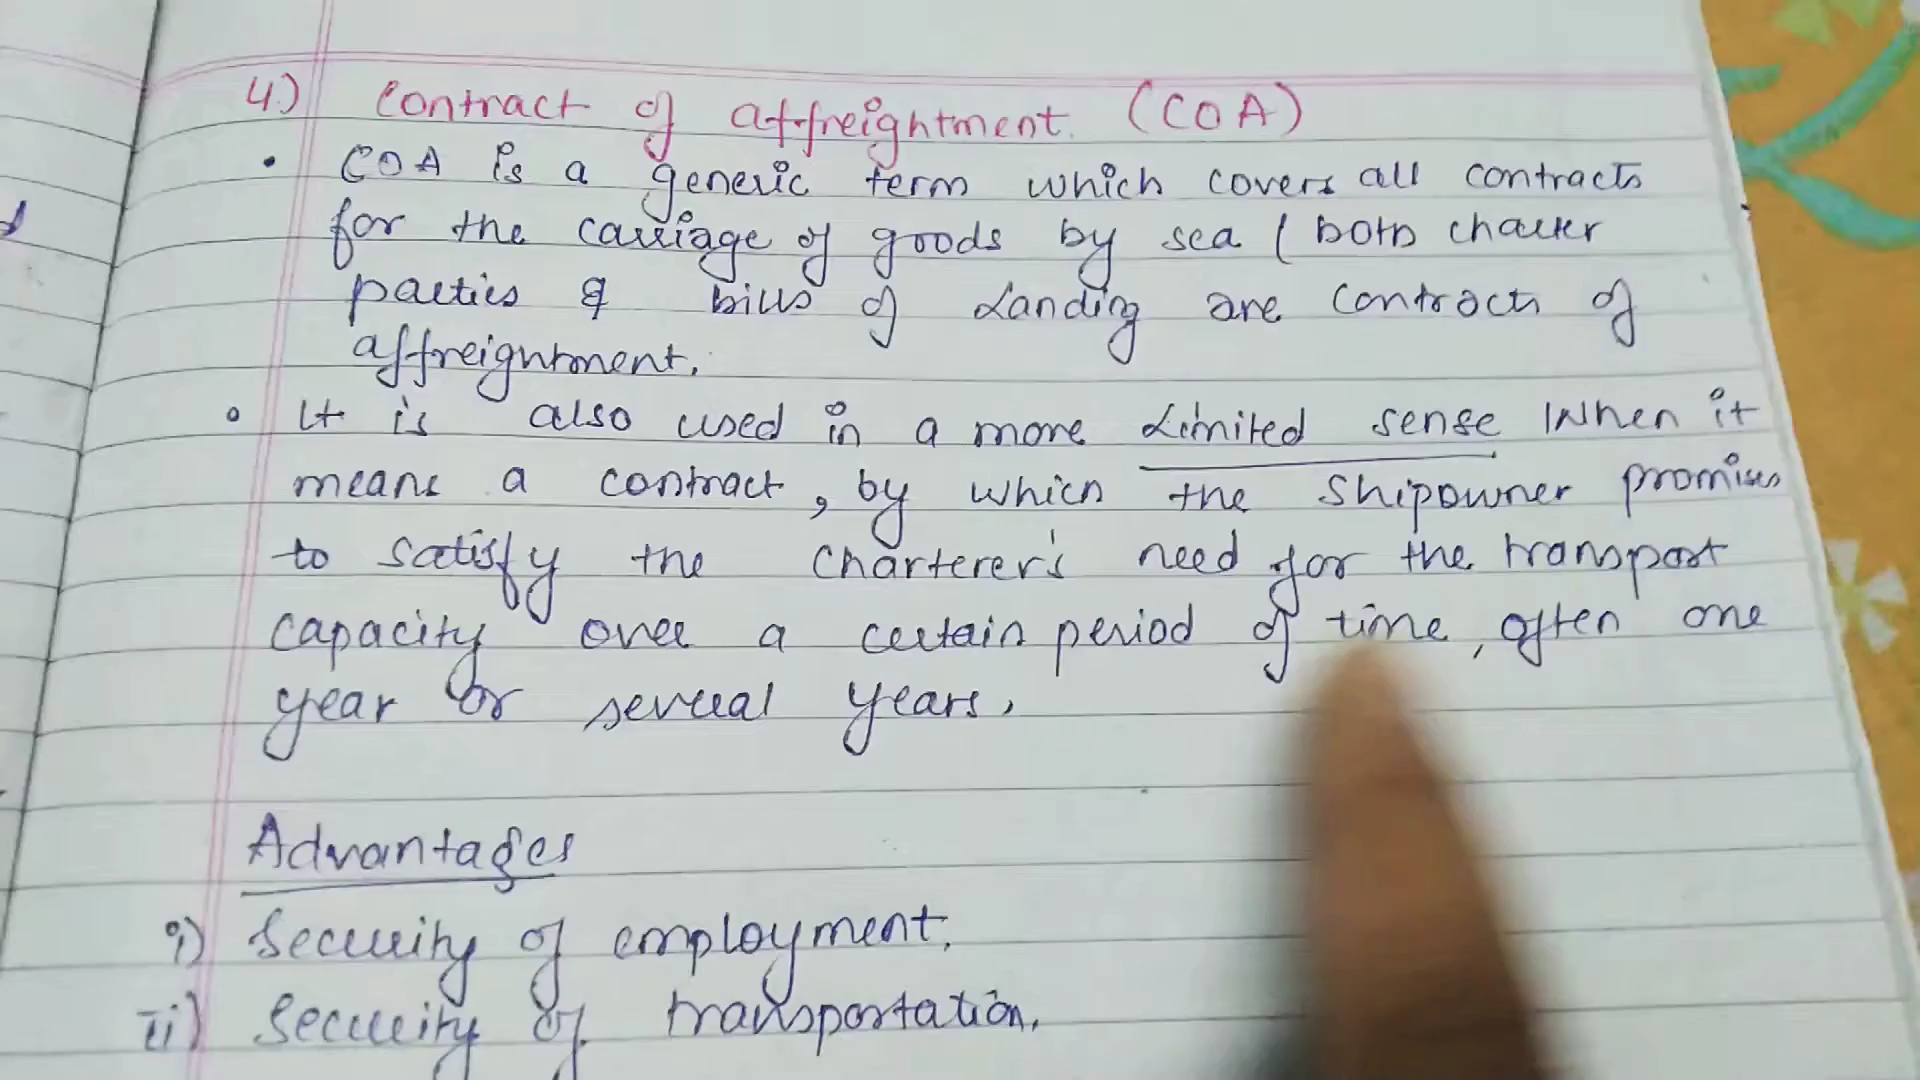 4.) Contract of affreightment. (COA)
• COA is a generic term which covers all contracts
for the carriage of goods by sea ( both charter
parties & bills of Landing are contracts of
affreightment.
• It is also used in a more Limited sense when it
means a contract, by which the shipowner promises
to satisfy the charterer's need for the transport
capacity over a certain period of time, often one
year or several years,
Advantages
i) Security of employment.
ii) Security of transportation.